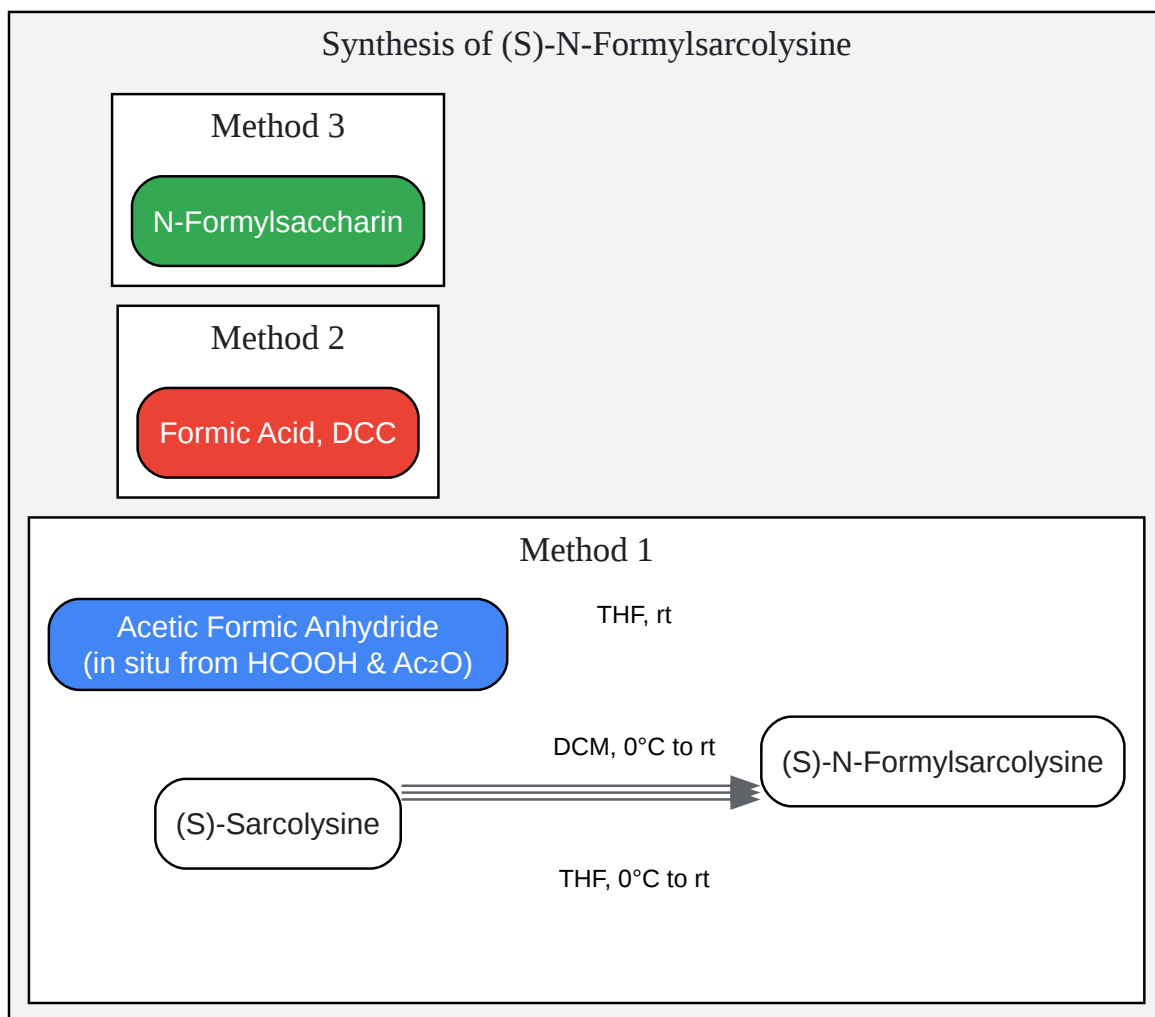 Synthesis of (S)-N-Formylsarcolysine
Method 3
N-Formylsaccharin
Method 2
Formic Acid, DCC
Method 1
Acetic Formic Anhydride
(in situ from HCOOH & Ac₂O)
THF, rt
DCM, 0°C to rt
(S)-N-Formylsarcolysine
(S)-Sarcolysine
THF, 0°C to rt